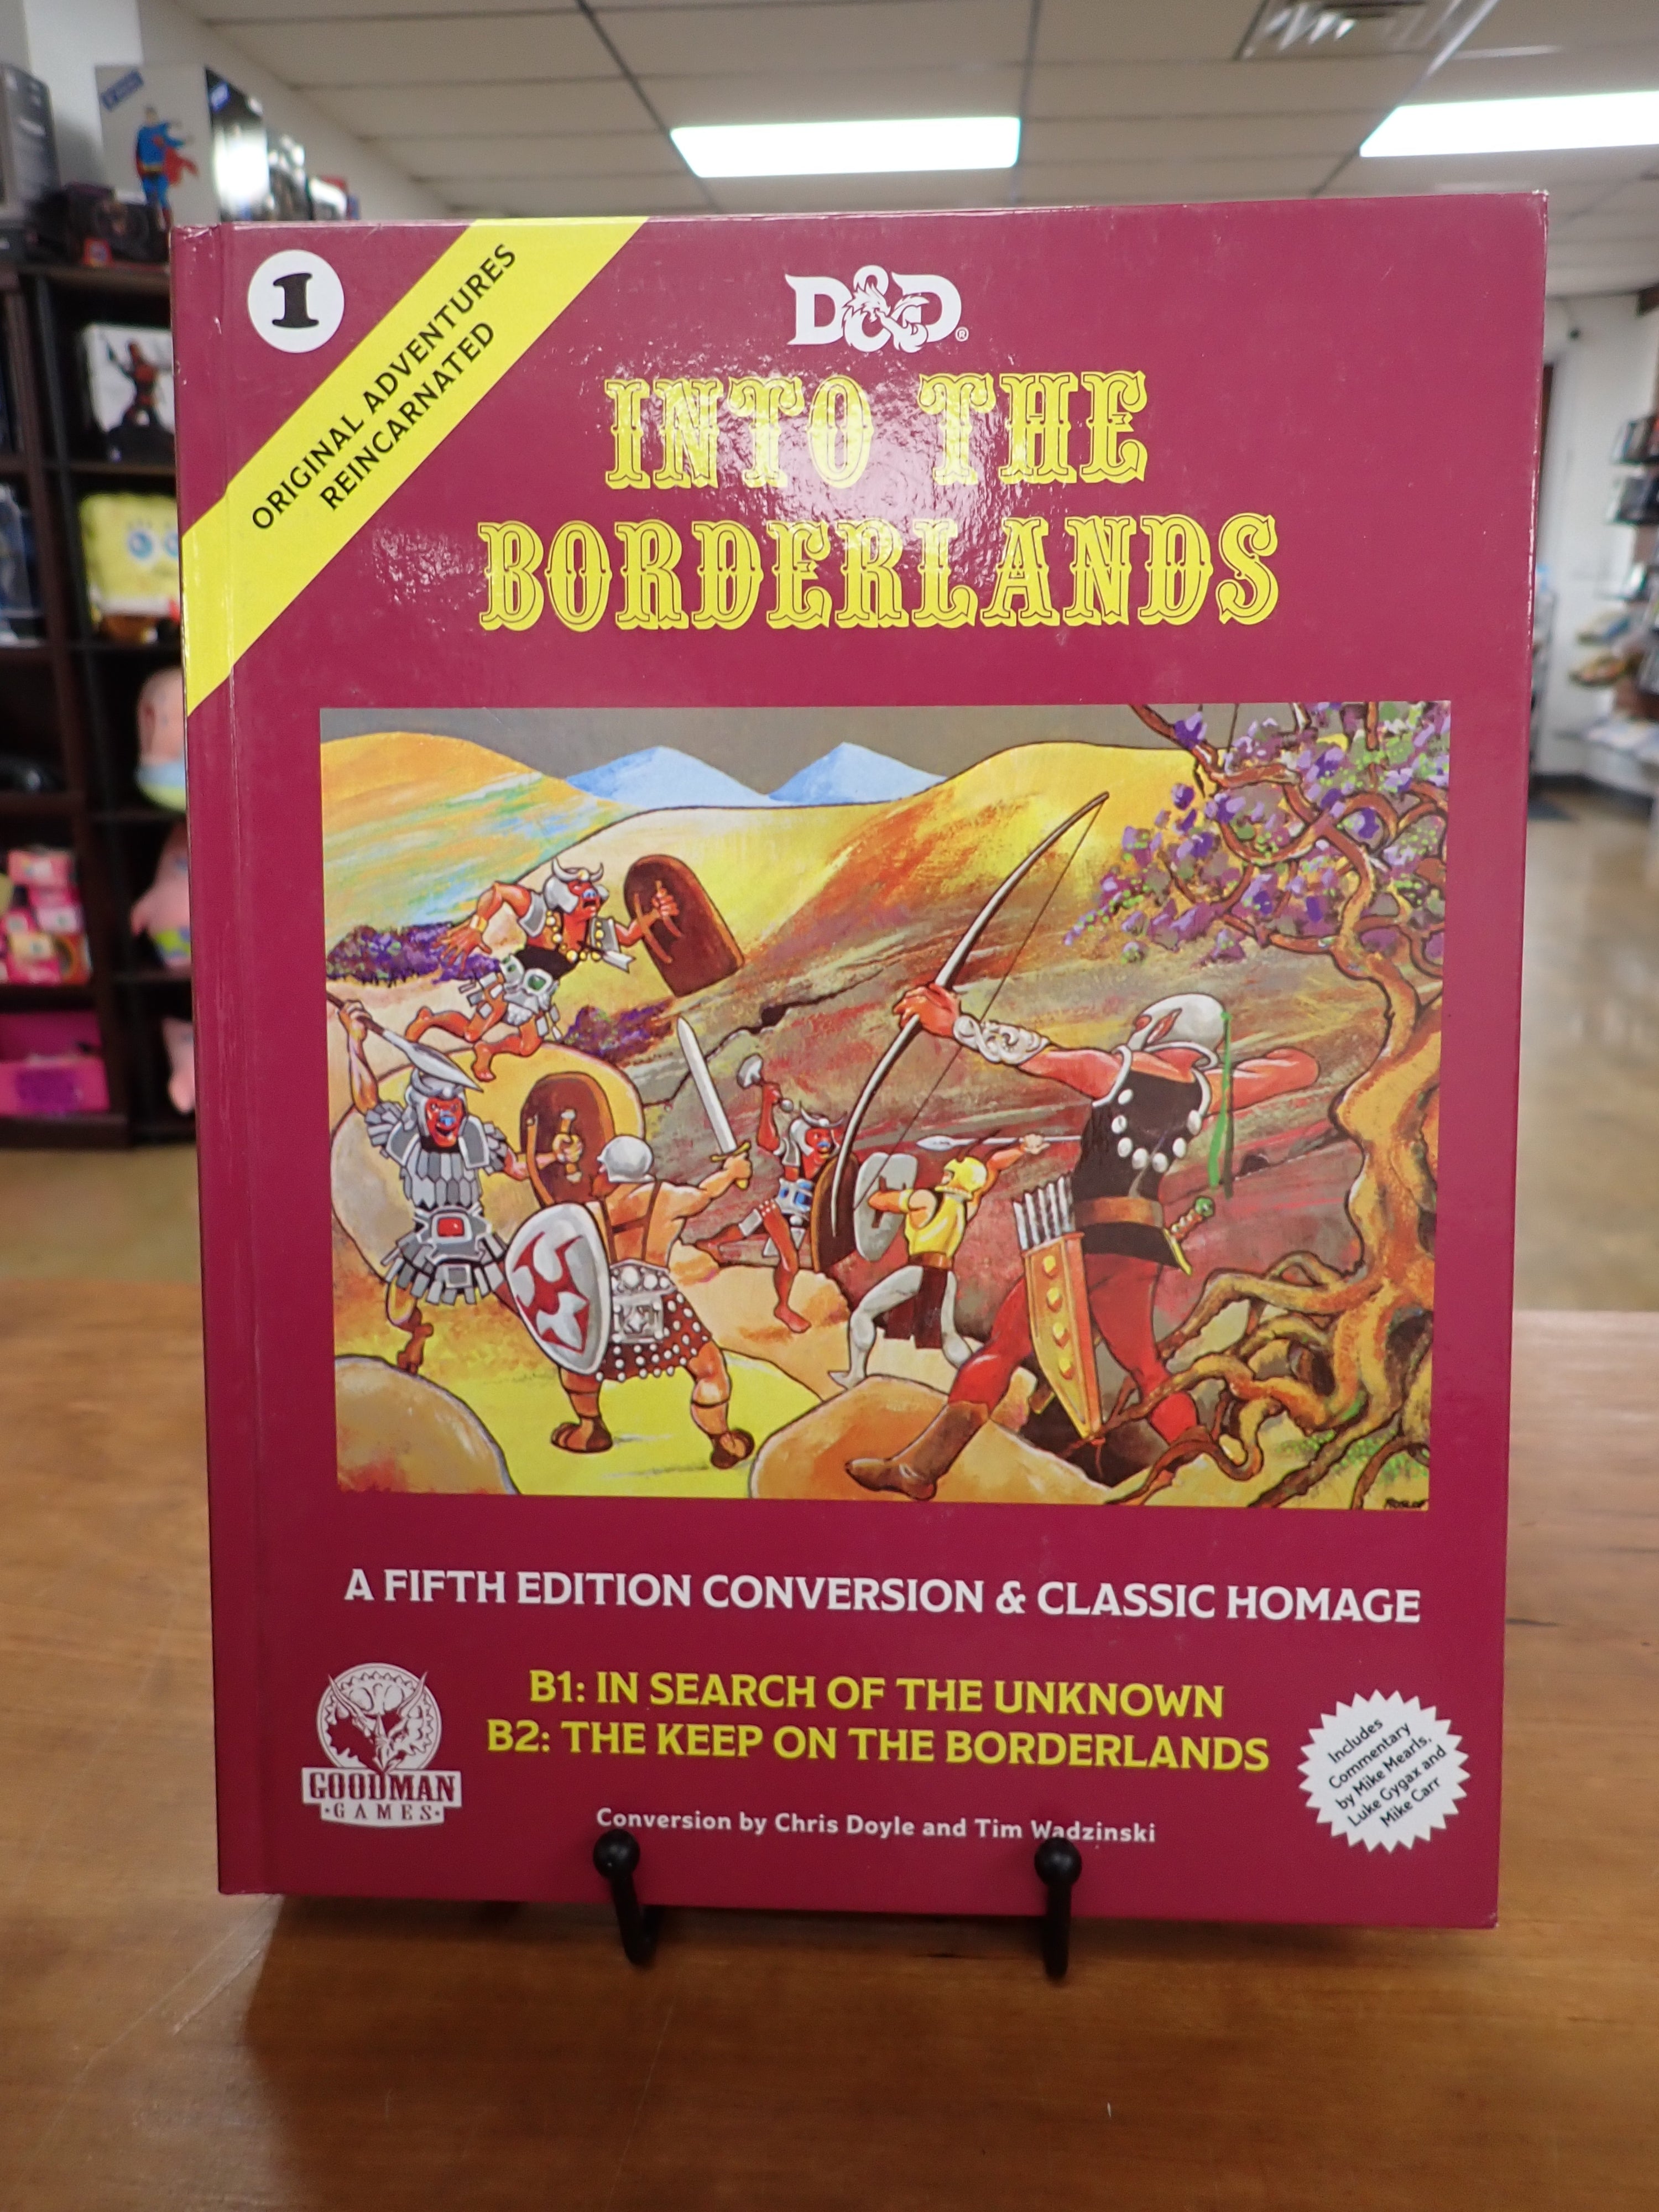 1
ORIGINAL ADVENTURES
REINCARNATED
D&D®
INTO THE
BORDERLANDS
A FIFTH EDITION CONVERSION & CLASSIC HOMAGE
B1: IN SEARCH OF THE UNKNOWN
B2: THE KEEP ON THE BORDERLANDS
Conversion by Chris Doyle and Tim Wadzinski
GOODMAN
·GAMES·
Includes
Commentary
by Mike Mearls,
Luke Gygax and
Mike Carr